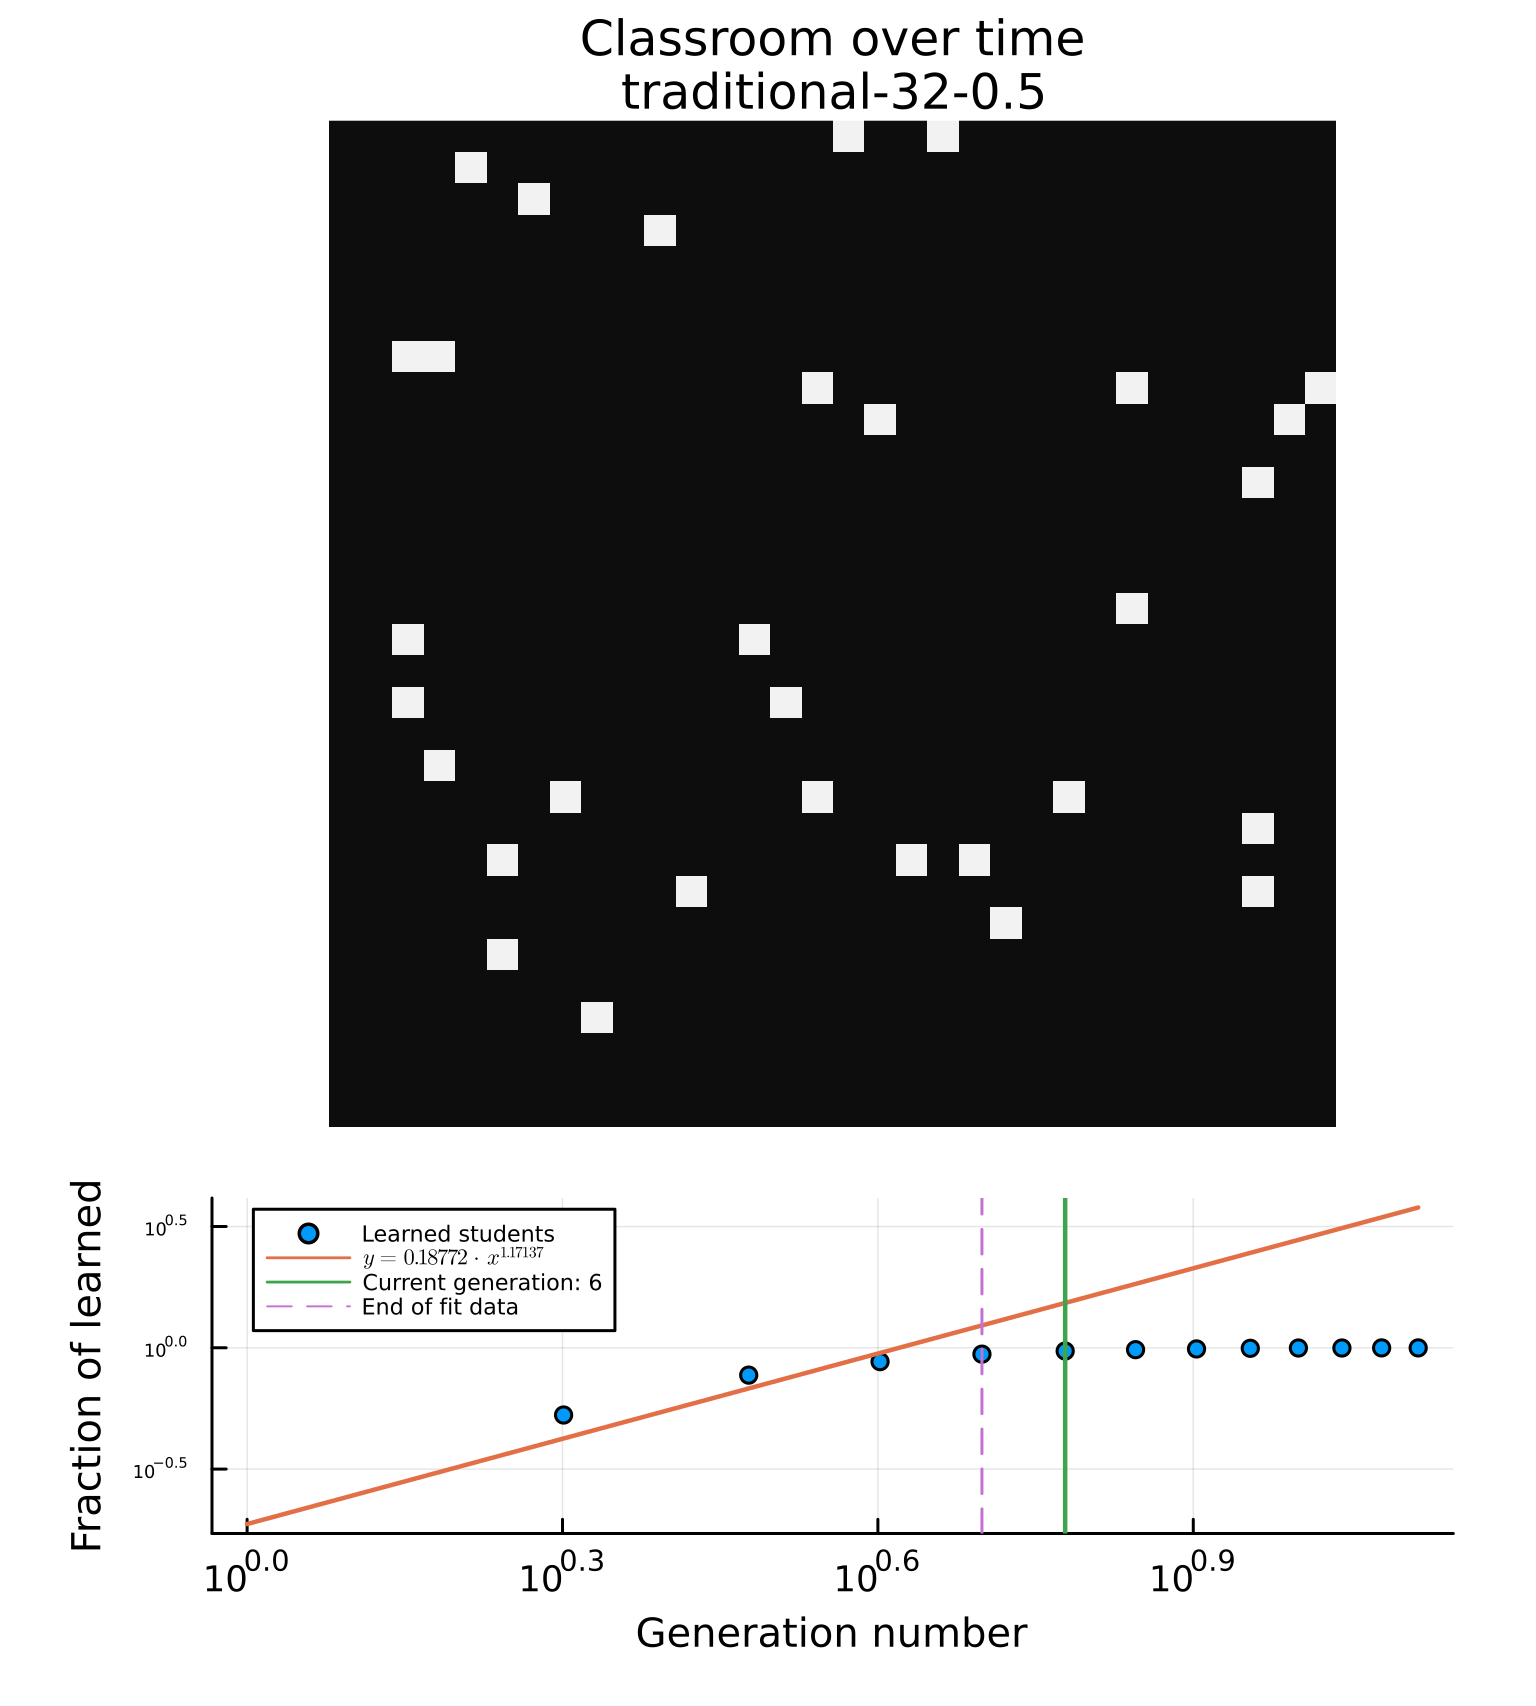 Classroom over time
traditional-32-0.5
Fraction of learned
10^0.5
10^0.0
10^−0.5
Learned students
y = 0.18772 · x^1.17137
Current generation: 6
End of fit data
10^0.0 10^0.3 10^0.6 10^0.9
Generation number